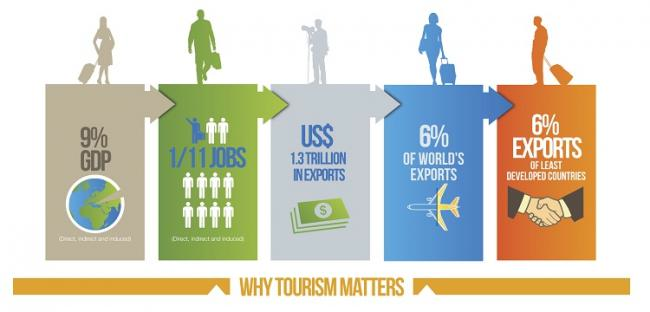 9%
GDP
(Direct, indirect and induced)
1/11 JOBS
(Direct, indirect and induced)
US$
1.3 TRILLION
IN EXPORTS
$
6%
OF WORLD'S
EXPORTS
6%
EXPORTS
OF LEAST
DEVELOPED COUNTRIES
WHY TOURISM MATTERS